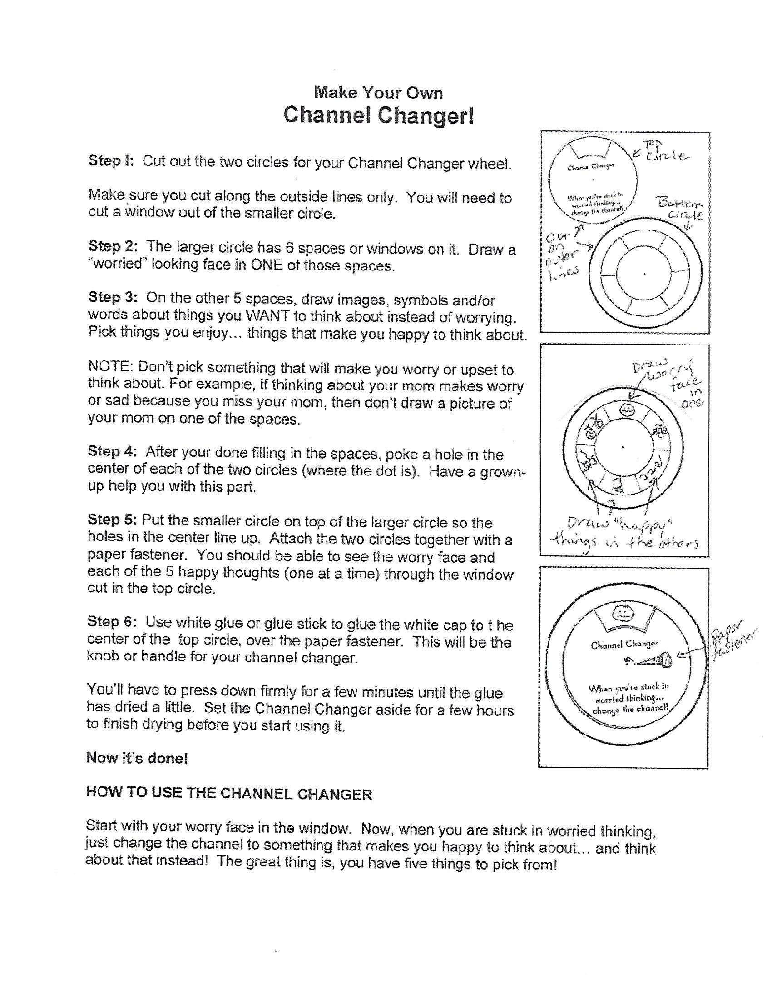 Make Your Own
Channel Changer!
Step 1: Cut out the two circles for your Channel Changer wheel.
Make sure you cut along the outside lines only. You will need to
cut a window out of the smaller circle.
Step 2: The larger circle has 6 spaces or windows on it. Draw a
“worried” looking face in ONE of those spaces.
Step 3: On the other 5 spaces, draw images, symbols and/or
words about things you WANT to think about instead of worrying.
Pick things you enjoy... things that make you happy to think about.
NOTE: Don't pick something that will make you worry or upset to
think about. For example, if thinking about your mom makes worry
or sad because you miss your mom, then don't draw a picture of
your mom on one of the spaces.
Step 4: After your done filling in the spaces, poke a hole in the
center of each of the two circles (where the dot is). Have a grown-
up help you with this part.
Step 5: Put the smaller circle on top of the larger circle so the
holes in the center line up. Attach the two circles together with a
paper fastener. You should be able to see the worry face and
each of the 5 happy thoughts (one at a time) through the window
cut in the top circle.
Step 6: Use white glue or glue stick to glue the white cap to t he
center of the top circle, over the paper fastener. This will be the
knob or handle for your channel changer.
You'll have to press down firmly for a few minutes until the glue
has dried a little. Set the Channel Changer aside for a few hours
to finish drying before you start using it.
Now it's done!
HOW TO USE THE CHANNEL CHANGER
Start with your worry face in the window. Now, when you are stuck in worried thinking,
just change the channel to something that makes you happy to think about... and think
about that instead! The great thing is, you have five things to pick from!
Top
Circle
Channel Changer
When you're stuck in
worried thinking...
change the channel!
Bottom
Circle
Cut
on
outer
lines
Draw
"worry"
face
in
one
Draw "happy"
things in the others
Channel Changer
Paper
fastener
When you're stuck in
worried thinking...
change the channel!